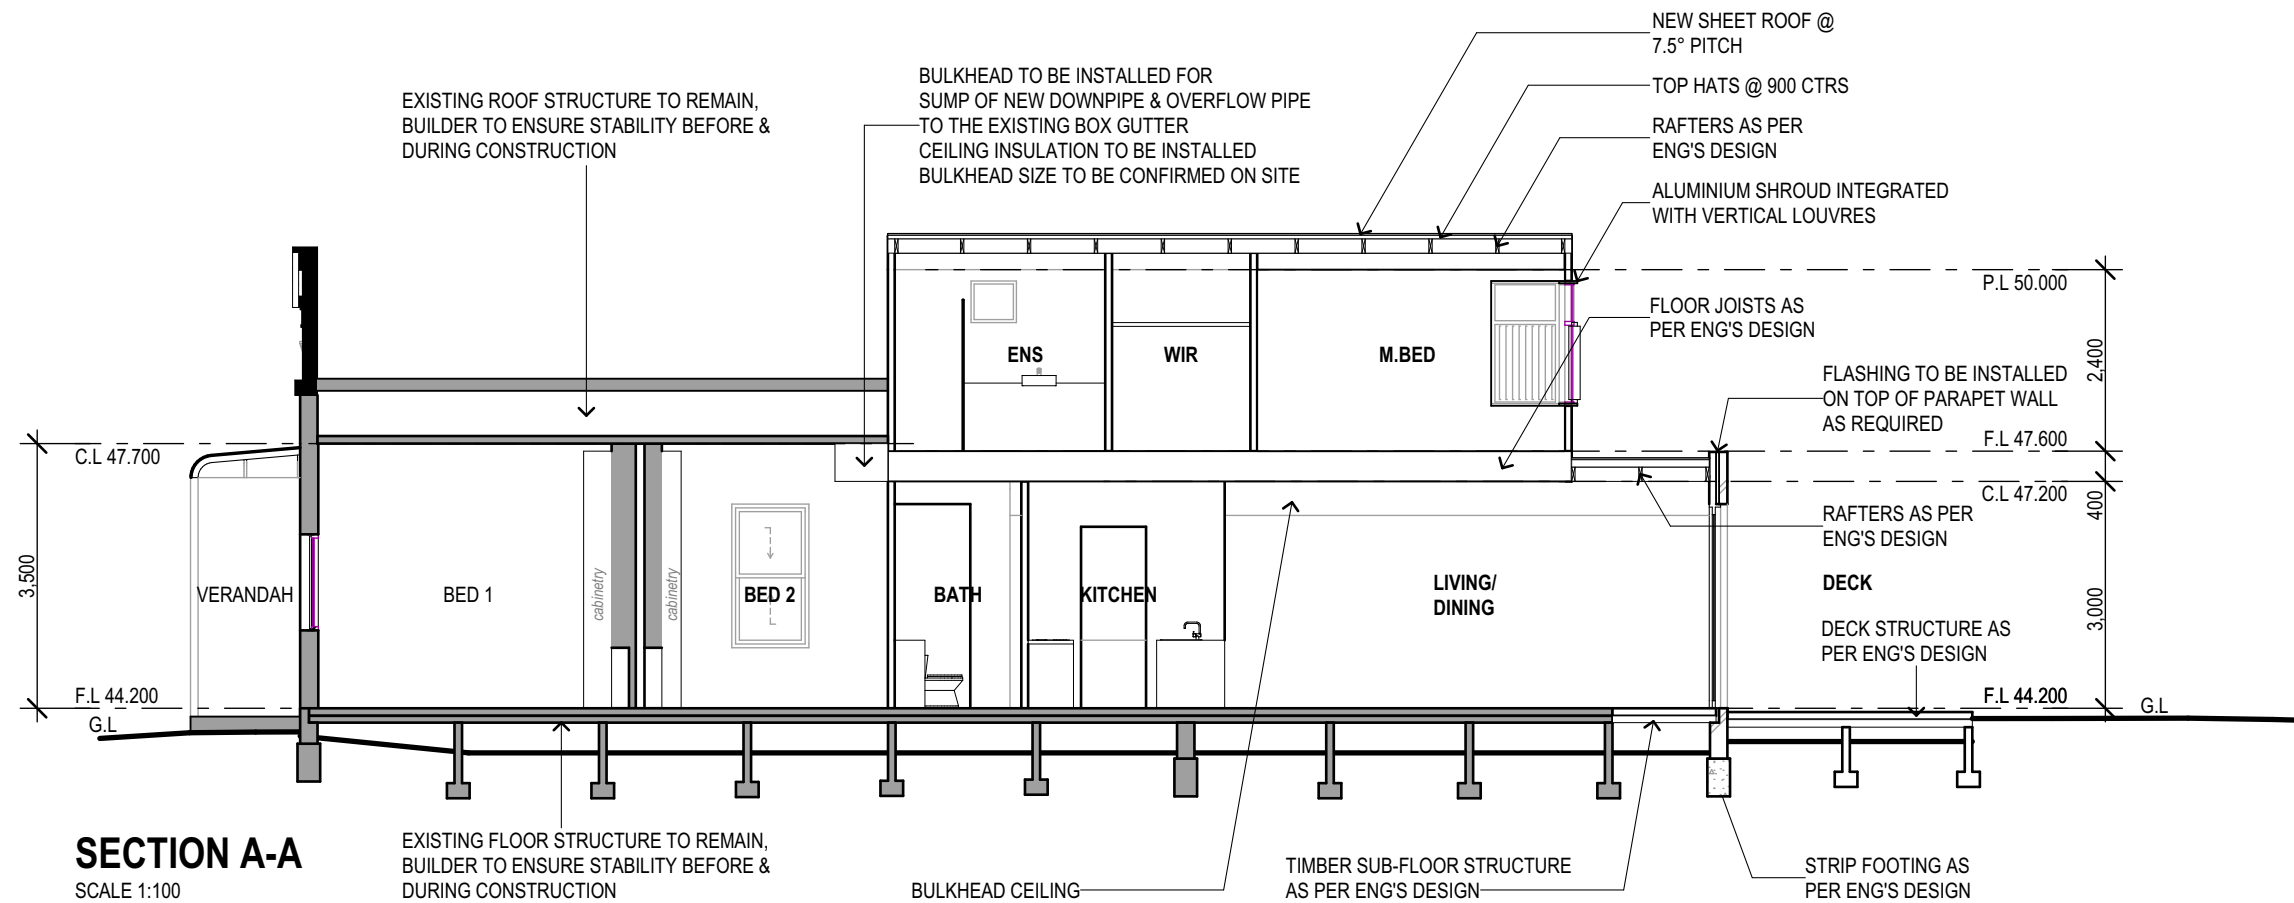 NEW SHEET ROOF @
7.5° PITCH
TOP HATS @ 900 CTRS
RAFTERS AS PER
ENG'S DESIGN
ALUMINIUM SHROUD INTEGRATED
WITH VERTICAL LOUVRES
BULKHEAD TO BE INSTALLED FOR
SUMP OF NEW DOWNPIPE & OVERFLOW PIPE
TO THE EXISTING BOX GUTTER
CEILING INSULATION TO BE INSTALLED
BULKHEAD SIZE TO BE CONFIRMED ON SITE
EXISTING ROOF STRUCTURE TO REMAIN,
BUILDER TO ENSURE STABILITY BEFORE &
DURING CONSTRUCTION
P.L 50.000
FLOOR JOISTS AS
PER ENG'S DESIGN
ENS
WIR
M.BED
2,400
FLASHING TO BE INSTALLED
ON TOP OF PARAPET WALL
AS REQUIRED
F.L 47.600
C.L 47.700
C.L 47.200
400
RAFTERS AS PER
ENG'S DESIGN
3,500
VERANDAH
BED 1
cabinetry
cabinetry
BED 2
BATH
KITCHEN
LIVING/
DINING
DECK
3,000
DECK STRUCTURE AS
PER ENG'S DESIGN
F.L 44.200
F.L 44.200
G.L
G.L
SECTION A-A
SCALE 1:100
EXISTING FLOOR STRUCTURE TO REMAIN,
BUILDER TO ENSURE STABILITY BEFORE &
DURING CONSTRUCTION
BULKHEAD CEILING
TIMBER SUB-FLOOR STRUCTURE
AS PER ENG'S DESIGN
STRIP FOOTING AS
PER ENG'S DESIGN